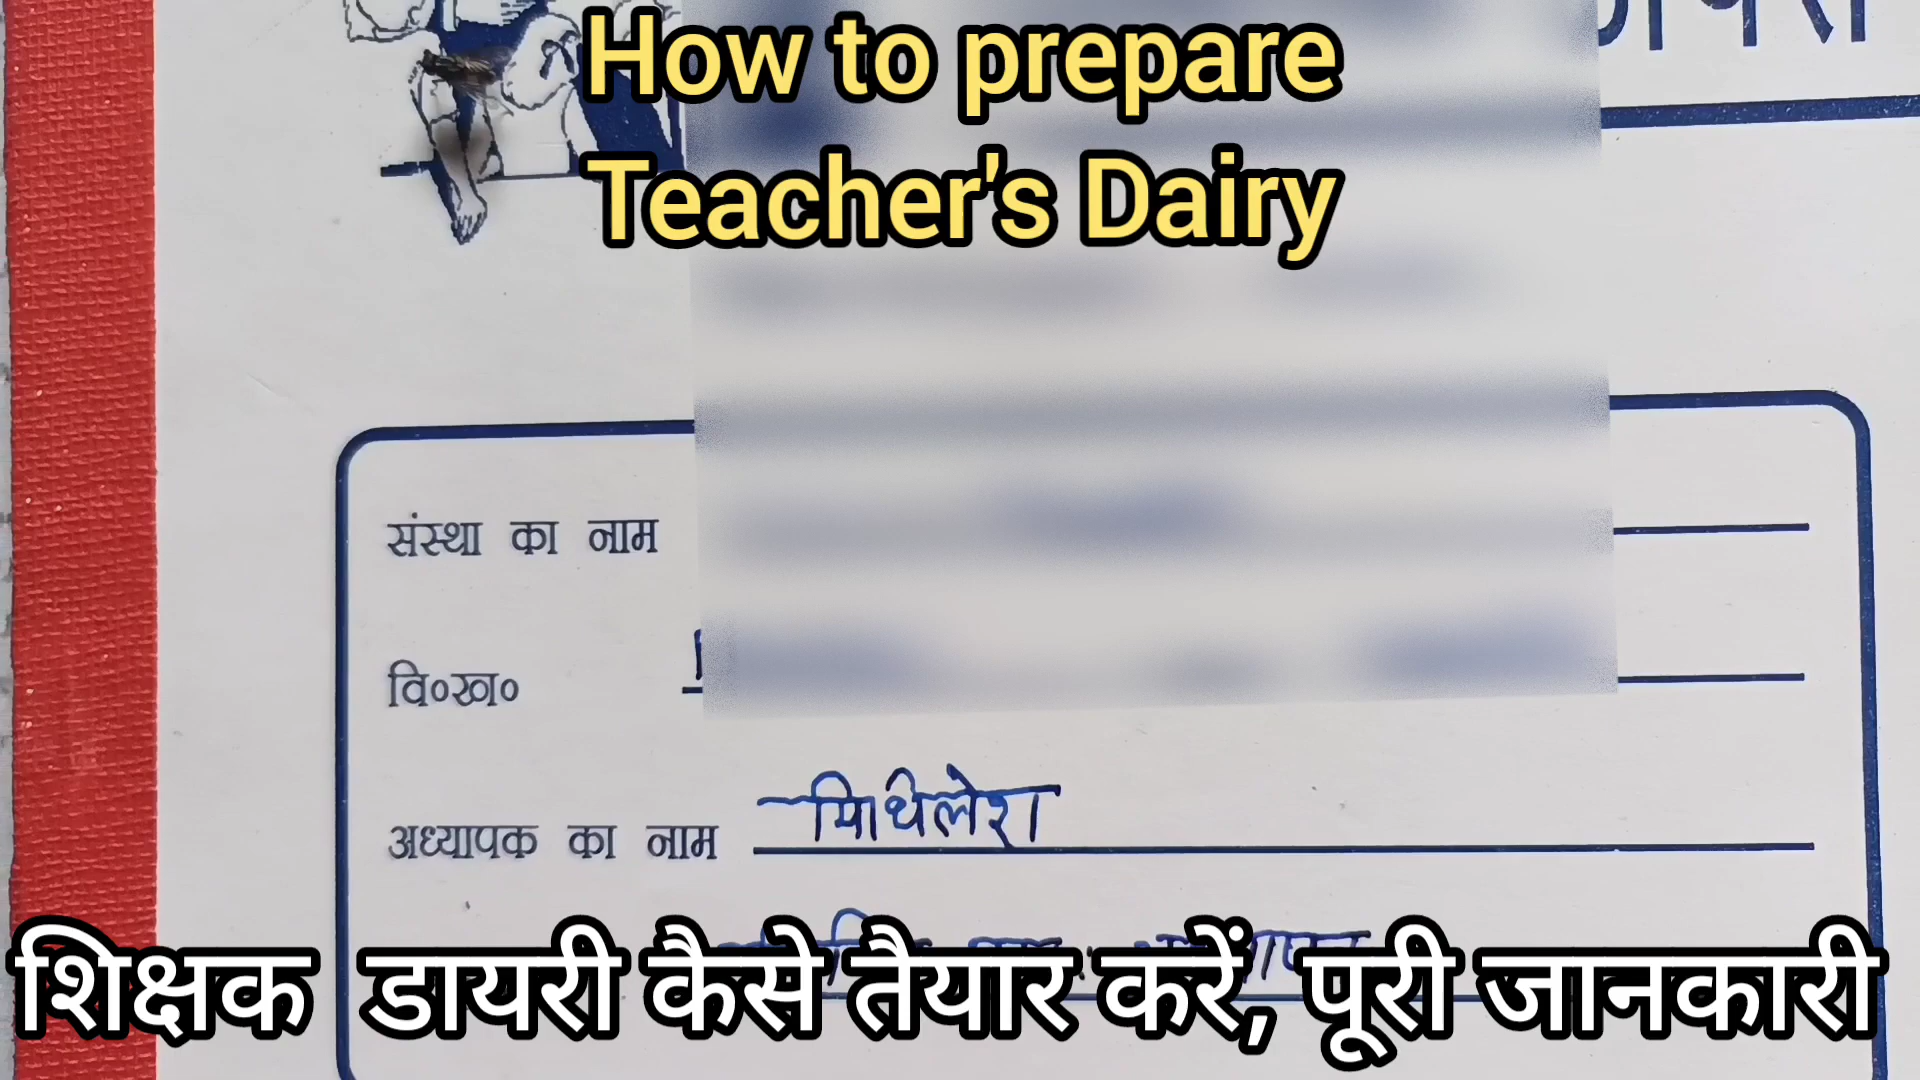 How to prepare
Teacher's Dairy
संस्था का नाम
वि०ख०
अध्यापक का नाम मिथिलेश
शिक्षक डायरी कैसे तैयार करें, पूरी जानकारी